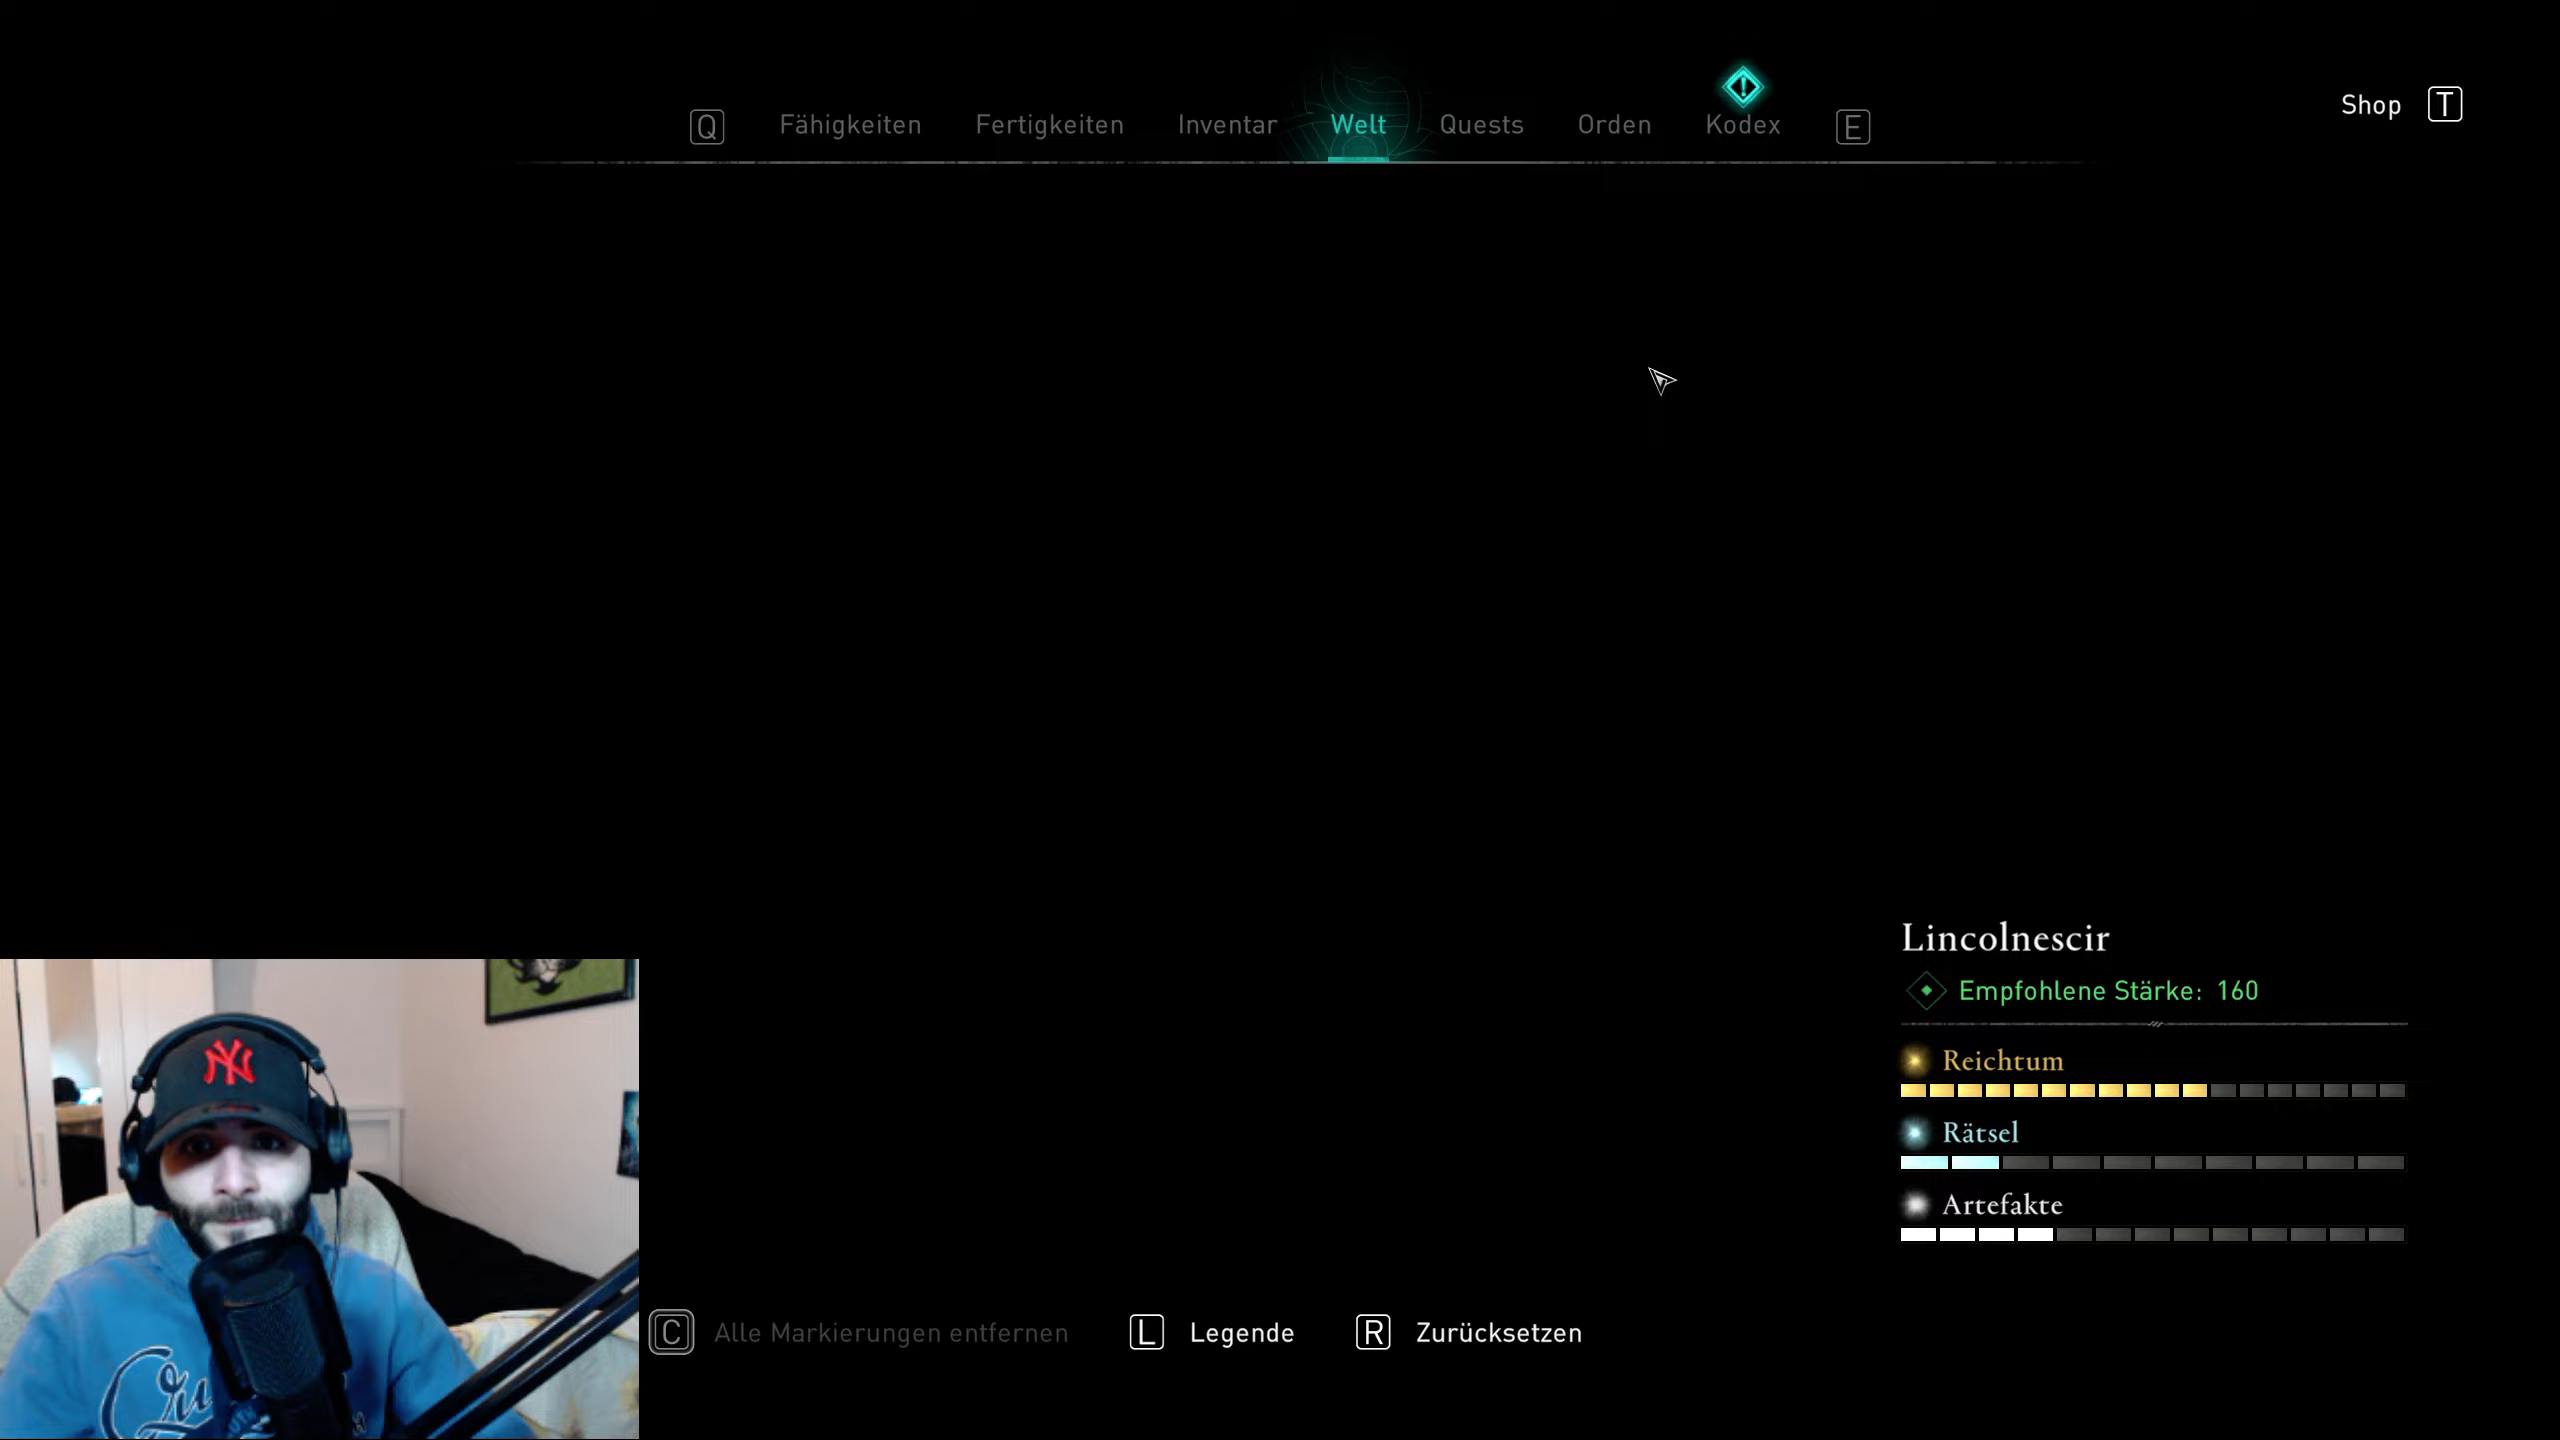 Q Fähigkeiten Fertigkeiten Inventar Welt Quests Orden Kodex E
Shop T
Lincolnescir
Empfohlene Stärke: 160
Reichtum
Rätsel
Artefakte
NY
C Alle Markierungen entfernen L Legende R Zurücksetzen